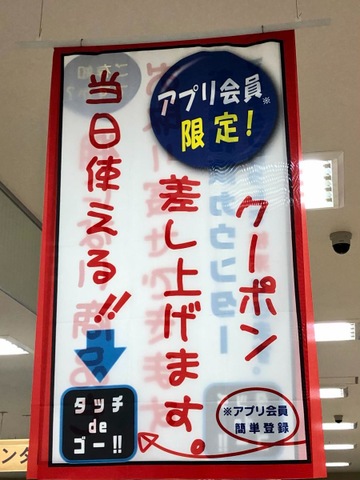 アプリ会員※
限定!
クーポン
差し上げます。
当日使える!!
タッチ
de
ゴー!!
※アプリ会員
簡単登録